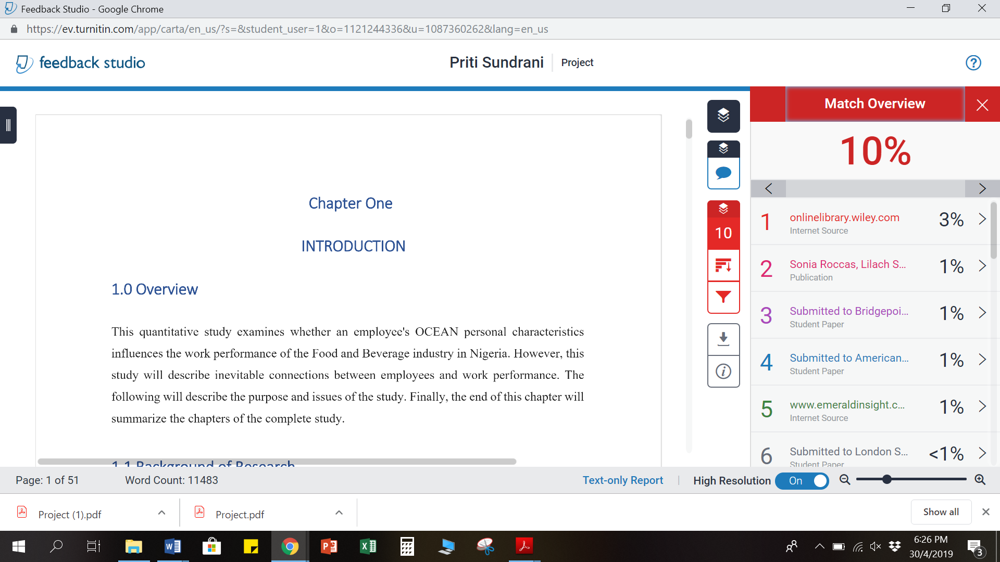 Feedback Studio - Google Chrome
https://ev.turnitin.com/app/carta/en_us/?s=&student_user=1&o=1121244336&u=1087360262&lang=en_us
feedback studio
Priti Sundrani
Project
?
Match Overview
10%
Chapter One
INTRODUCTION
1.0 Overview
This quantitative study examines whether an employee's OCEAN personal characteristics
influences the work performance of the Food and Beverage industry in Nigeria. However, this
study will describe inevitable connections between employees and work performance. The
following will describe the purpose and issues of the study. Finally, the end of this chapter will
summarize the chapters of the complete study.
1.1 Background of Research
10
1 onlinelibrary.wiley.com 3%
Internet Source
2 Sonia Roccas, Lilach S... 1%
Publication
3 Submitted to Bridgepoi... 1%
Student Paper
4 Submitted to American... 1%
Student Paper
5 www.emeraldinsight.c... 1%
Internet Source
6 Submitted to London S... <1%
Student Paper
Page: 1 of 51
Word Count: 11483
Text-only Report
High Resolution
On
Project (1).pdf
Project.pdf
Show all
6:26 PM
30/4/2019
3